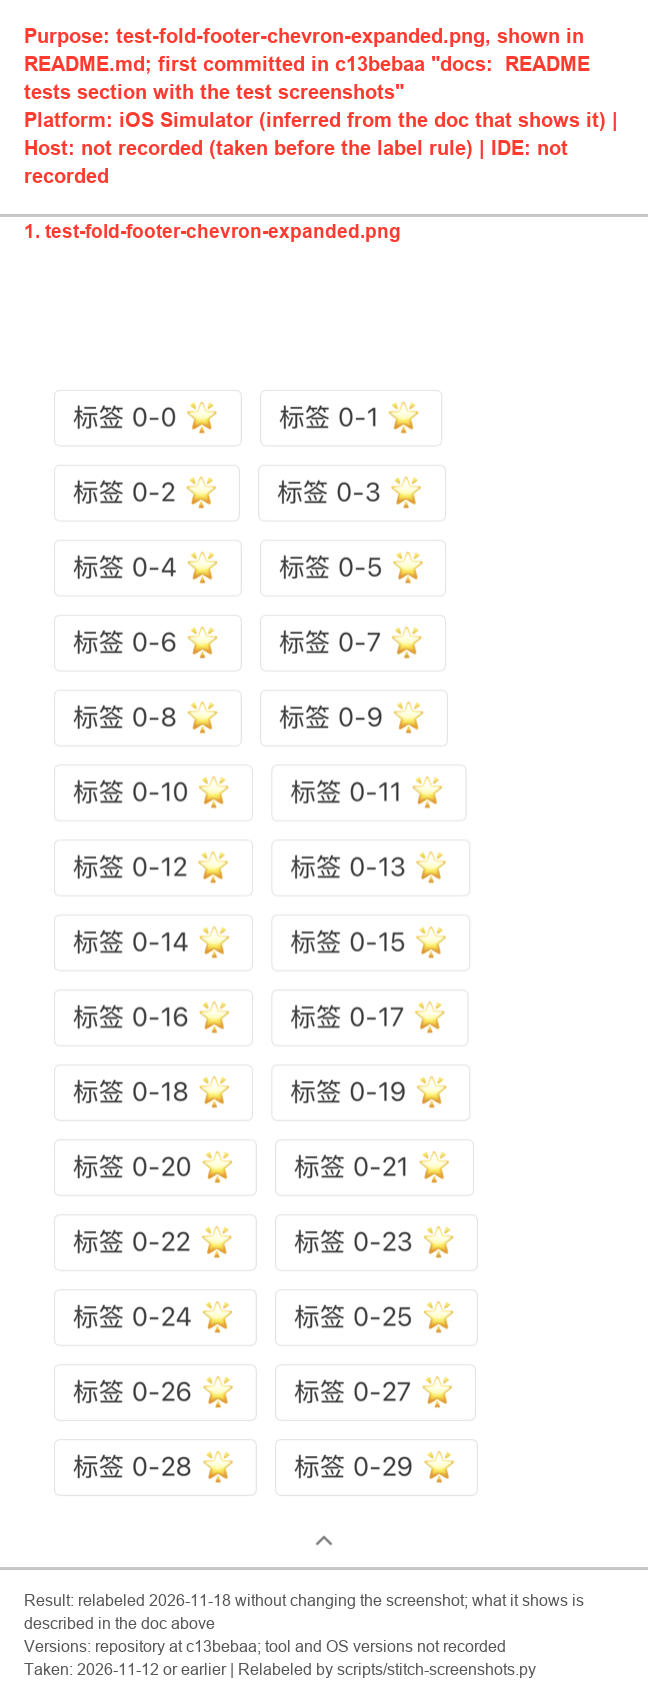 Purpose: test-fold-footer-chevron-expanded.png, shown in
README.md; first committed in c13bebaa "docs:  README
tests section with the test screenshots"
Platform: iOS Simulator (inferred from the doc that shows it) |
Host: not recorded (taken before the label rule) | IDE: not
recorded
1. test-fold-footer-chevron-expanded.png
标签 0-0 🌟 标签 0-1 🌟
标签 0-2 🌟 标签 0-3 🌟
标签 0-4 🌟 标签 0-5 🌟
标签 0-6 🌟 标签 0-7 🌟
标签 0-8 🌟 标签 0-9 🌟
标签 0-10 🌟 标签 0-11 🌟
标签 0-12 🌟 标签 0-13 🌟
标签 0-14 🌟 标签 0-15 🌟
标签 0-16 🌟 标签 0-17 🌟
标签 0-18 🌟 标签 0-19 🌟
标签 0-20 🌟 标签 0-21 🌟
标签 0-22 🌟 标签 0-23 🌟
标签 0-24 🌟 标签 0-25 🌟
标签 0-26 🌟 标签 0-27 🌟
标签 0-28 🌟 标签 0-29 🌟
Result: relabeled 2026-11-18 without changing the screenshot; what it shows is
described in the doc above
Versions: repository at c13bebaa; tool and OS versions not recorded
Taken: 2026-11-12 or earlier | Relabeled by scripts/stitch-screenshots.py